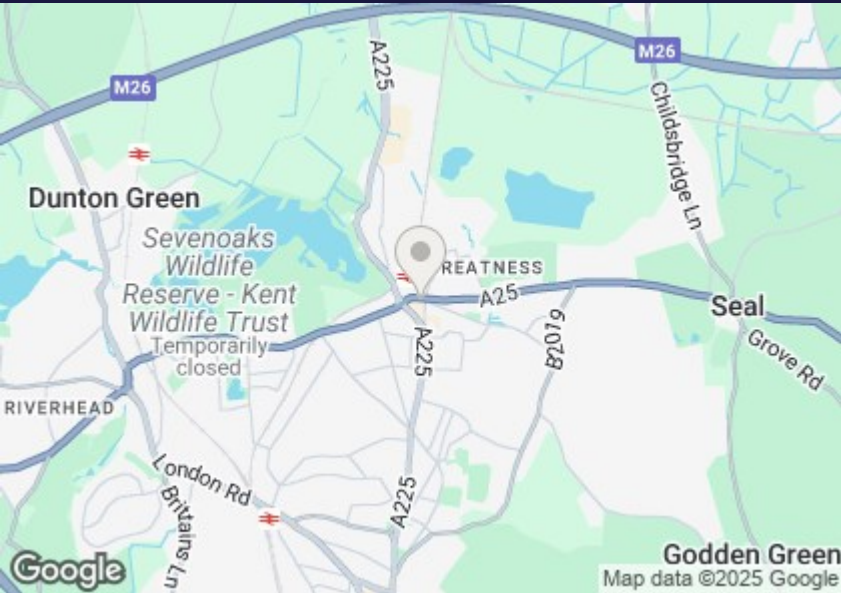 A225
M26
M26
Childsbridge Ln
Dunton Green
Sevenoaks
Wildlife
Reserve - Kent
Wildlife Trust
Temporarily
closed
REATNESS
A25
Seal
A225
B2019
Grove Rd
RIVERHEAD
London Rd
Brittains Ln
A225
Godden Green
Google
Map data ©2025 Google